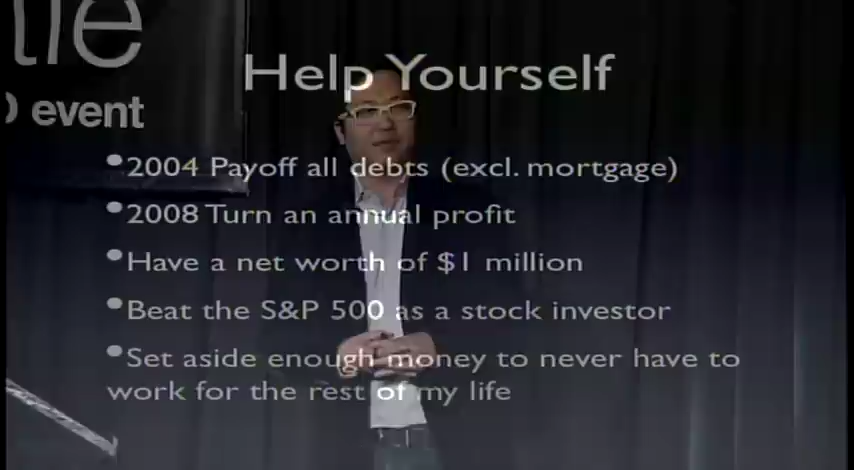 tle
) event
Help Yourself
•2004 Payoff all debts (excl. mortgage)
•2008 Turn an annual profit
•Have a net worth of $1 million
•Beat the S&P 500 as a stock investor
•Set aside enough money to never have to
work for the rest of my life